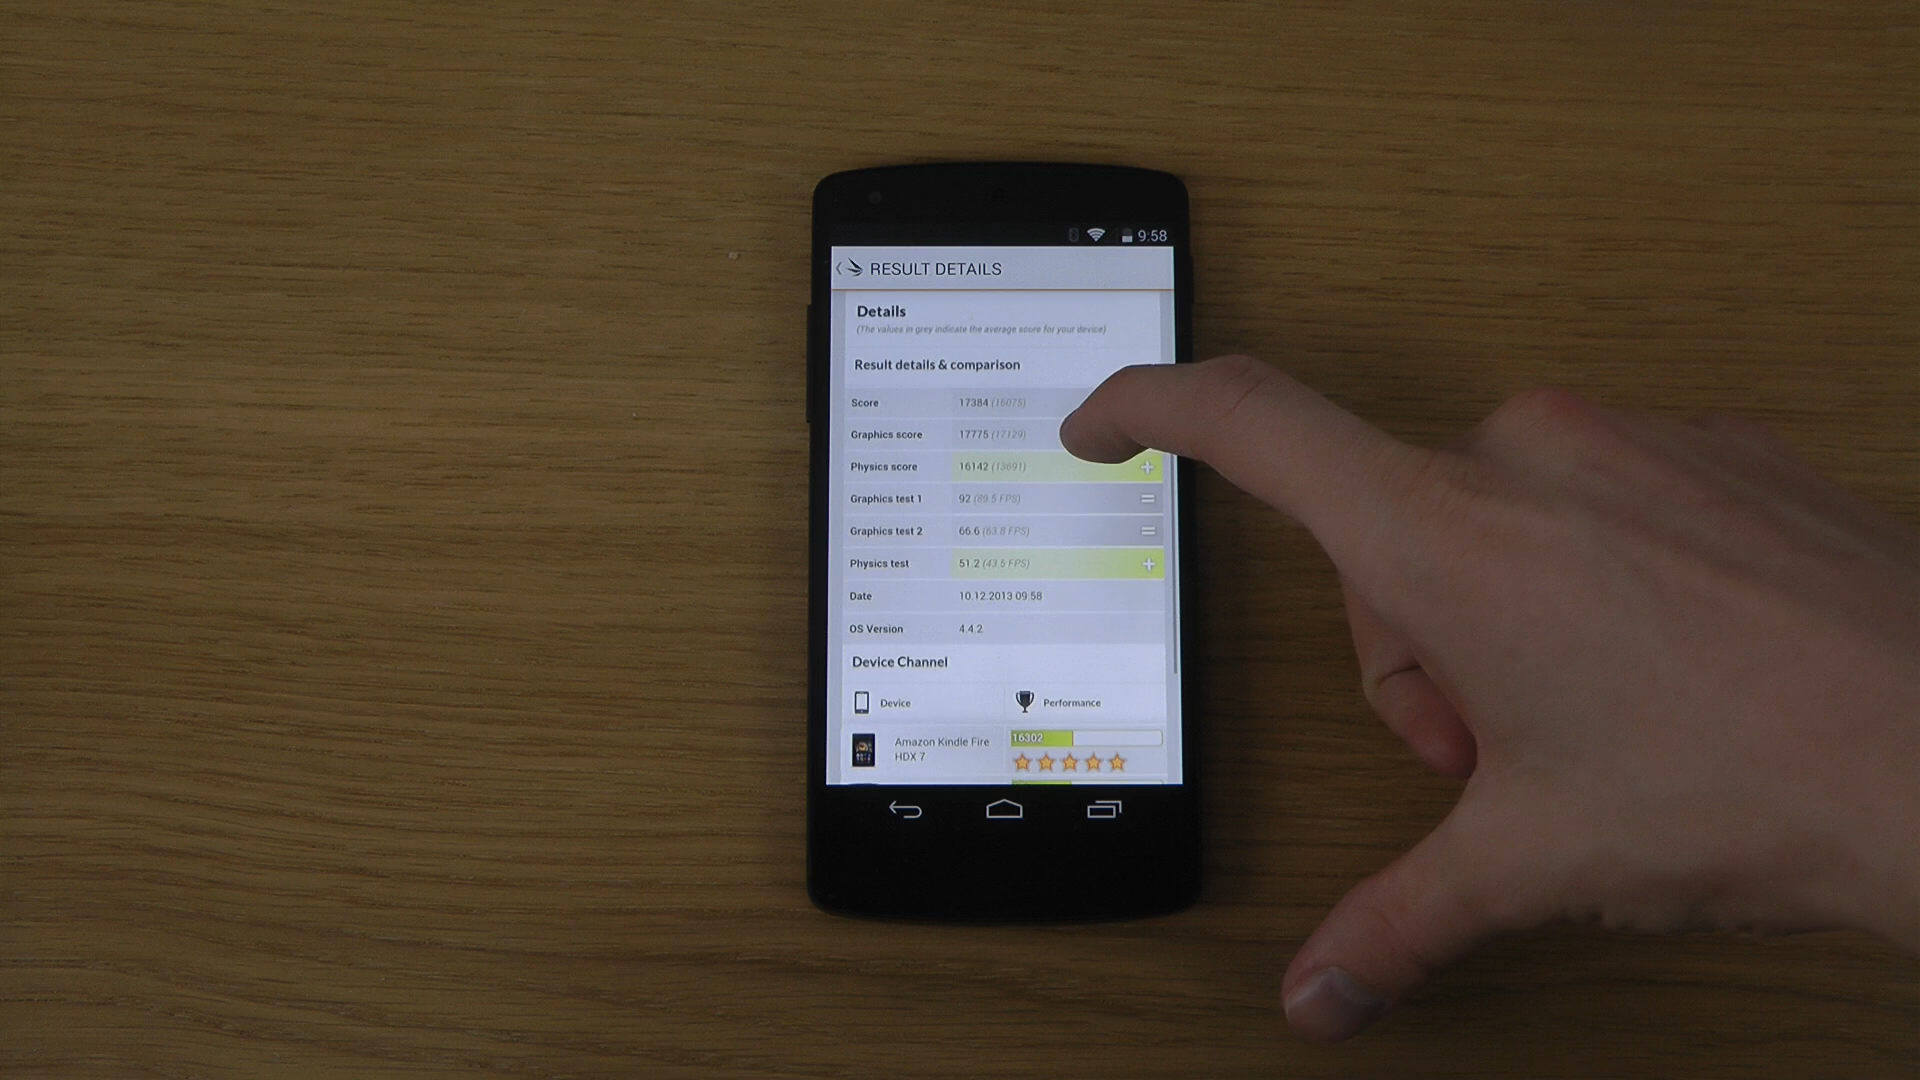 9:58
RESULT DETAILS
Details
(The values in grey indicate the average score for your device)
Result details & comparison
Score 17384 (16075)
Graphics score 17775 (17129)
Physics score 16142 (13691) +
Graphics test 1 92 (89.5 FPS) =
Graphics test 2 66.6 (63.8 FPS) =
Physics test 51.2 (43.5 FPS) +
Date 10.12.2013 09:58
OS Version 4.4.2
Device Channel
Device Performance
Amazon Kindle Fire 16302
HDX 7